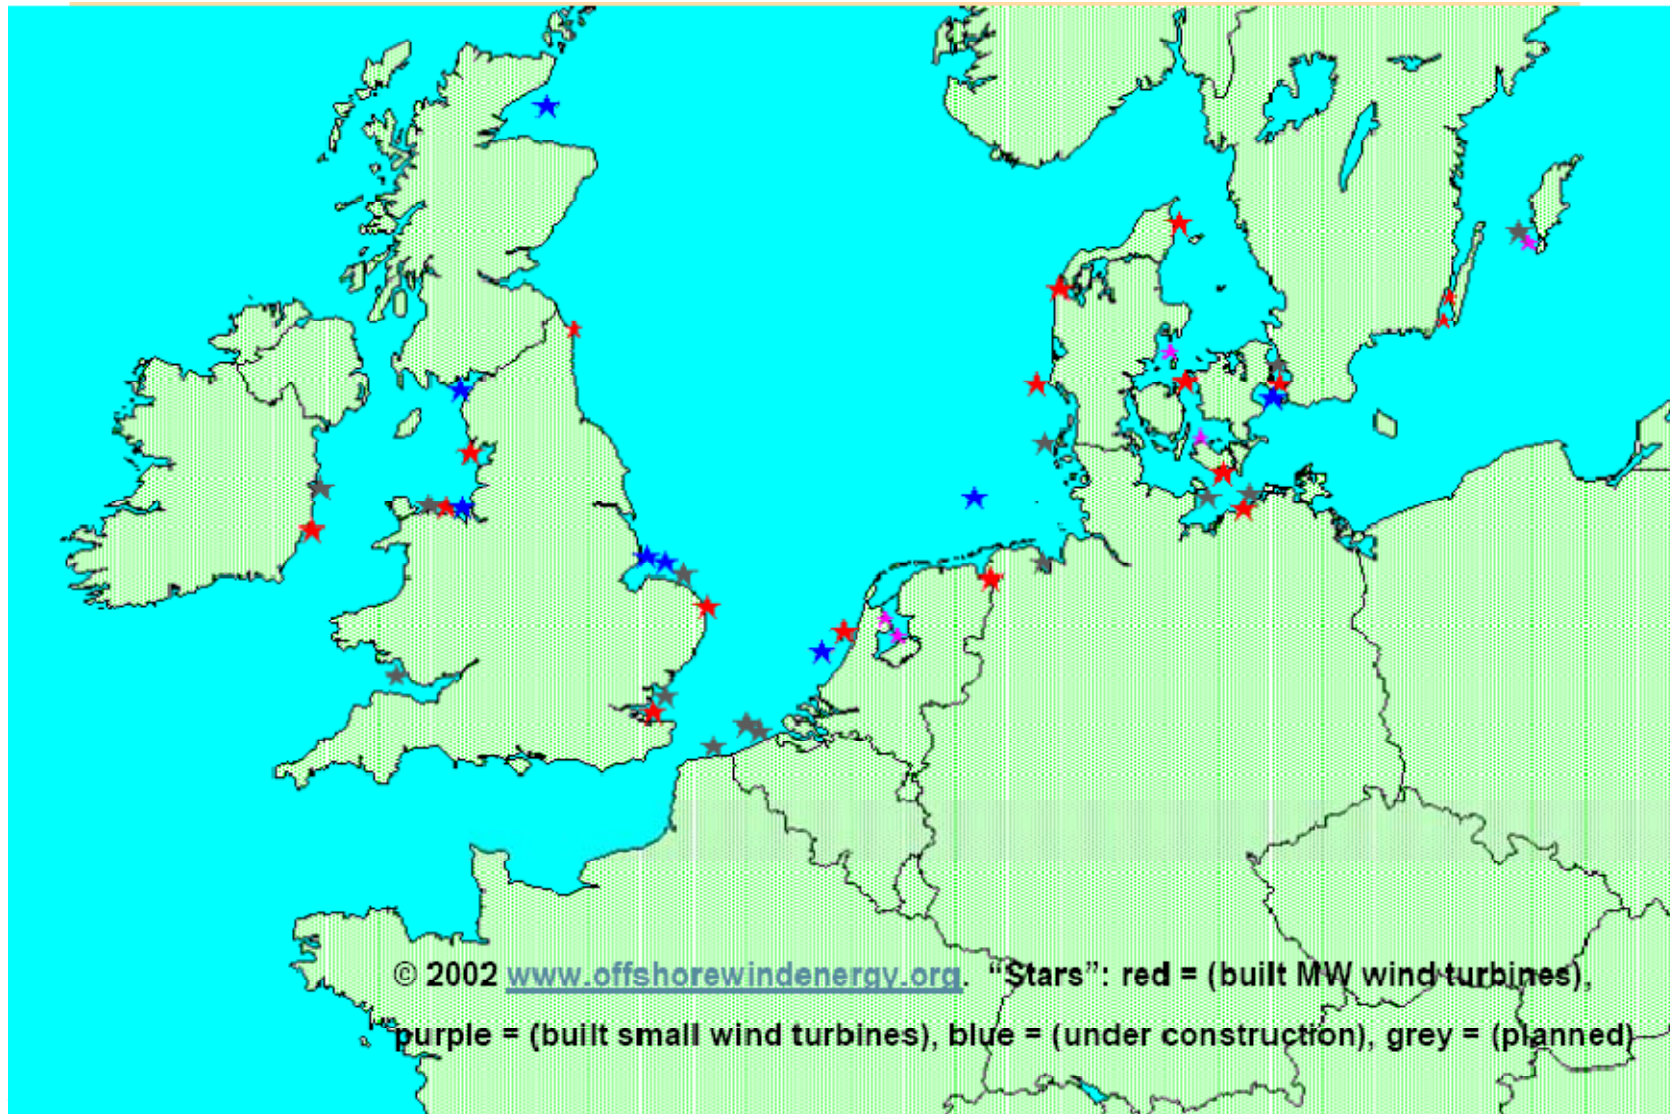 © 2002 www.offshorewindenergy.org. “Stars”: red = (built MW wind turbines),
purple = (built small wind turbines), blue = (under construction), grey = (planned)